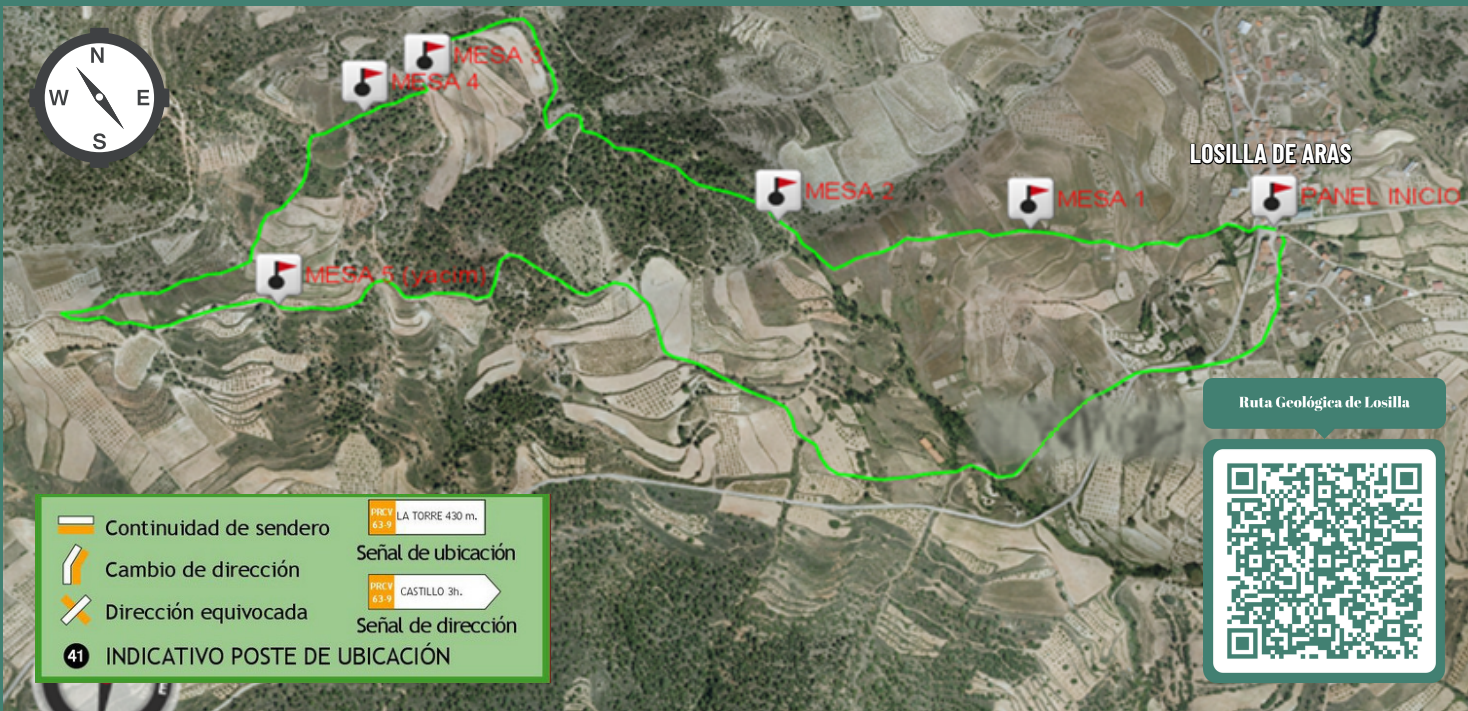 N
W E
S
MESA 3
MESA 4
LOSILLA DE ARAS
MESA 2
MESA 1
PANEL INICIO
MESA 5 (yacim)
Ruta Geológica de Losilla
Continuidad de sendero
Cambio de dirección
Dirección equivocada
41 INDICATIVO POSTE DE UBICACIÓN
PRCV
63-9
LA TORRE 430 m.
Señal de ubicación
PRCV
63-9
CASTILLO 3h.
Señal de dirección
E